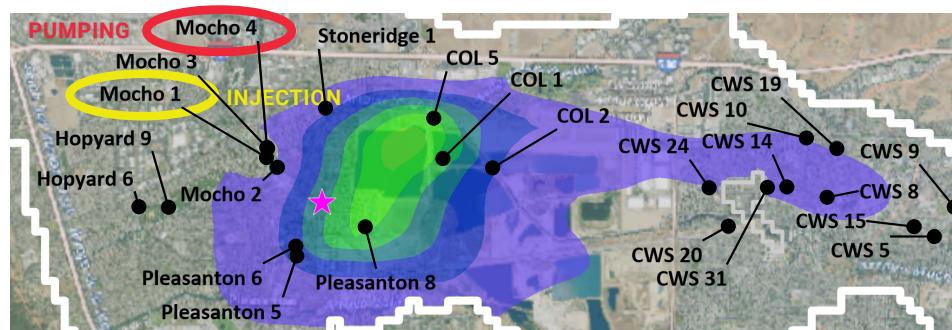 PUMPING
Mocho 4
Stoneridge 1
Mocho 3
COL 5
Mocho 1
INJECTION
COL 1
CWS 19
CWS 10
Hopyard 9
COL 2
CWS 24
CWS 14
CWS 9
Hopyard 6
Mocho 2
CWS 8
CWS 15
CWS 5
CWS 20
CWS 31
Pleasanton 6
Pleasanton 8
Pleasanton 5